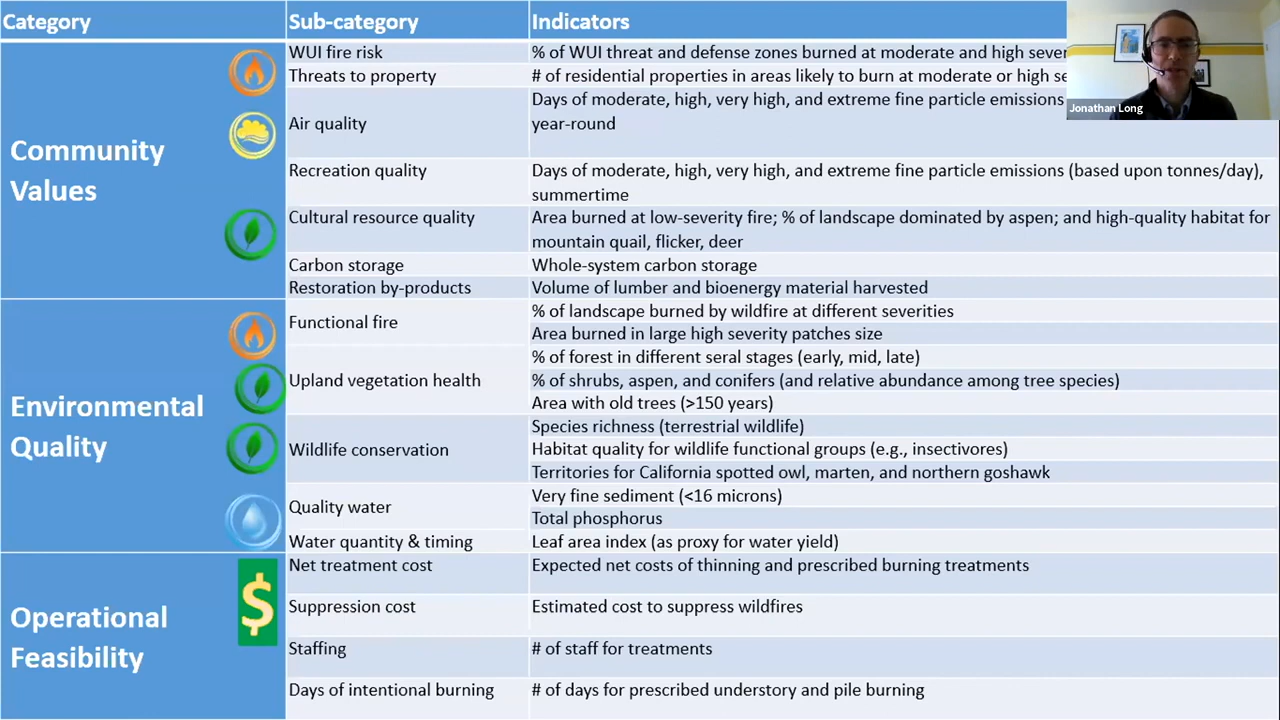 Category Sub-category Indicators
Community
Values
WUI fire risk % of WUI threat and defense zones burned at moderate and high
Threats to property # of residential properties in areas likely to burn at moderate or high
Air quality Days of moderate, high, very high, and extreme fine particle emissions
year-round
Recreation quality Days of moderate, high, very high, and extreme fine particle emissions (based upon tonnes/day),
summertime
Cultural resource quality Area burned at low-severity fire; % of landscape dominated by aspen; and high-quality habitat for
mountain quail, flicker, deer
Carbon storage Whole-system carbon storage
Restoration by-products Volume of lumber and bioenergy material harvested
Environmental
Quality
Functional fire % of landscape burned by wildfire at different severities
Area burned in large high severity patches size
Upland vegetation health % of forest in different seral stages (early, mid, late)
% of shrubs, aspen, and conifers (and relative abundance among tree species)
Area with old trees (>150 years)
Wildlife conservation Species richness (terrestrial wildlife)
Habitat quality for wildlife functional groups (e.g., insectivores)
Territories for California spotted owl, marten, and northern goshawk
Quality water Very fine sediment (<16 microns)
Total phosphorus
Water quantity & timing Leaf area index (as proxy for water yield)
Operational
Feasibility
$
Net treatment cost Expected net costs of thinning and prescribed burning treatments
Suppression cost Estimated cost to suppress wildfires
Staffing # of staff for treatments
Days of intentional burning # of days for prescribed understory and pile burning
Jonathan Long